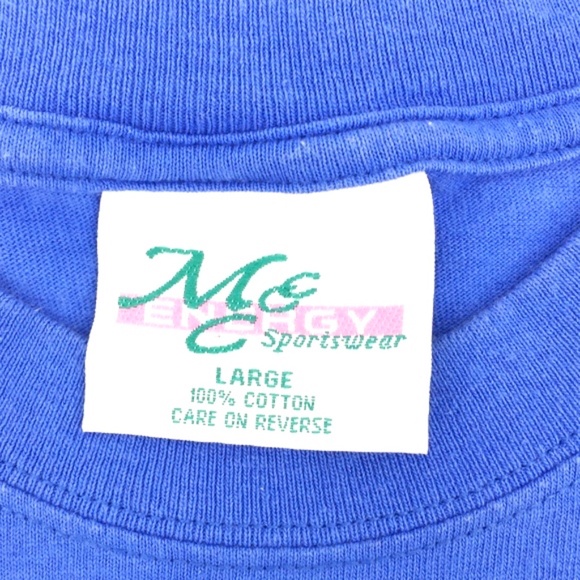 M&C
ENERGY
Sportswear
LARGE
100% COTTON
CARE ON REVERSE